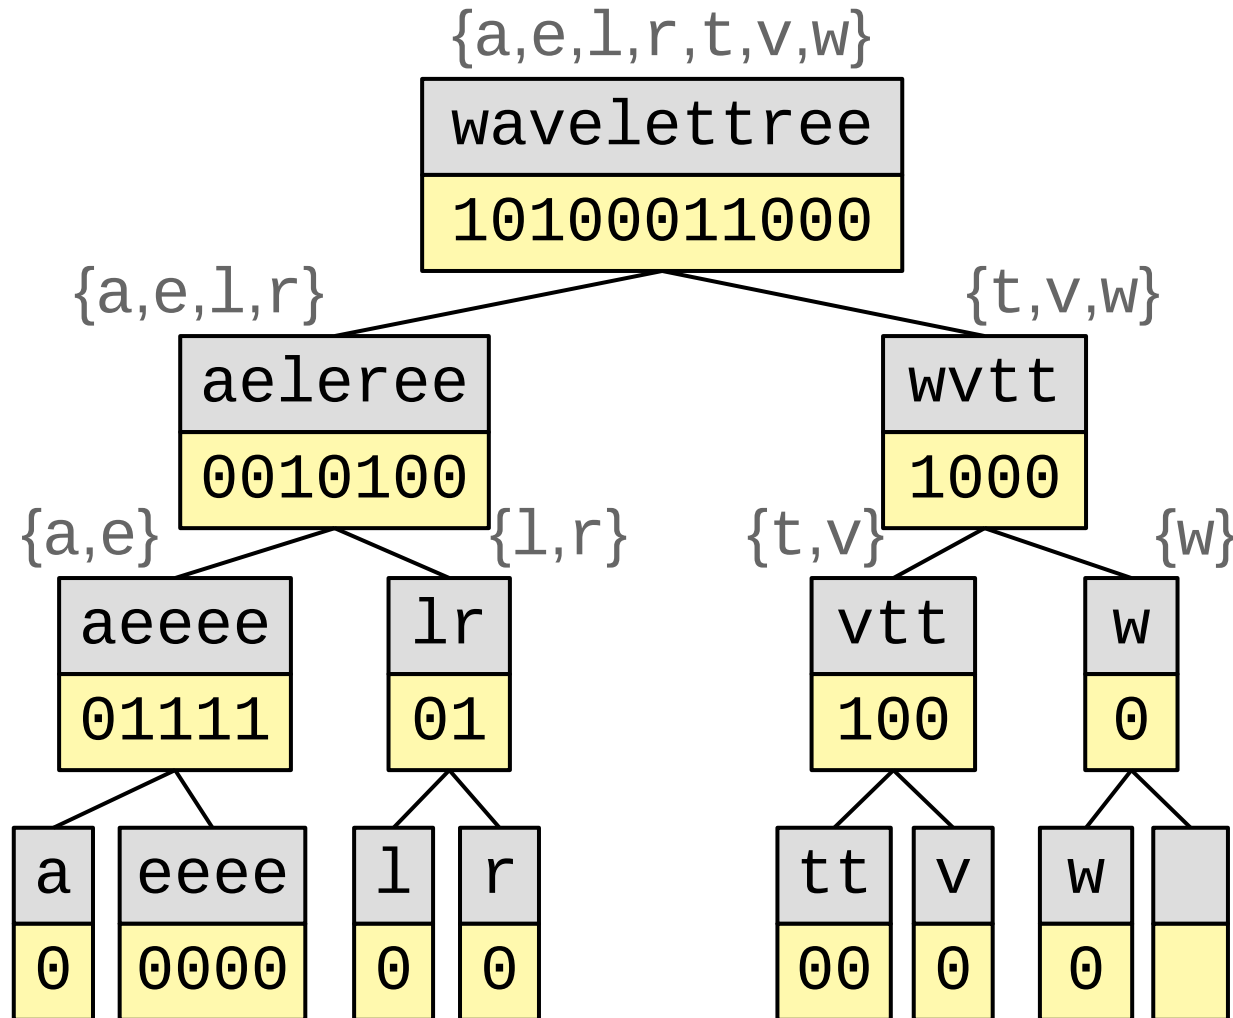 {a,e,l,r,t,v,w}
wavelettree
10100011000
{a,e,l,r} {t,v,w}
aeleree wvtt
0010100 1000
{a,e} {l,r} {t,v} {w}
aeeee lr vtt w
01111 01 100 0
a eeee l r tt v w
0 0000 0 0 00 0 0